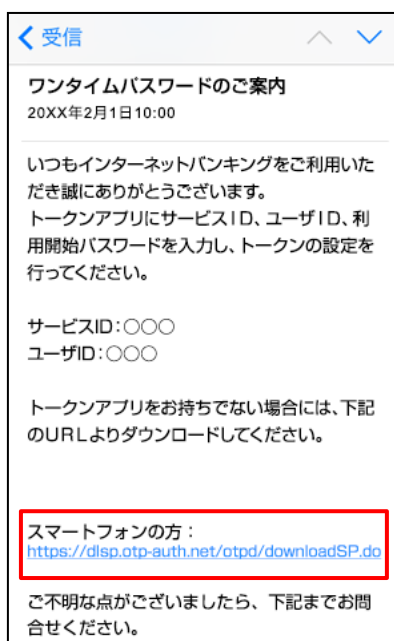 受信
ワンタイムパスワードのご案内
20XX年2月1日10:00
いつもインターネットバンキングをご利用いた
だき誠にありがとうございます。
トークンアプリにサービスID、ユーザID、利
用開始パスワードを入力し、トークンの設定を
行ってください。
サービスID:○○○
ユーザID:○○○
トークンアプリをお持ちでない場合には、下記
のURLよりダウンロードしてください。
スマートフォンの方:
https://dlsp.otp-auth.net/otpd/downloadSP.do
ご不明な点がございましたら、下記までお問
合せください。